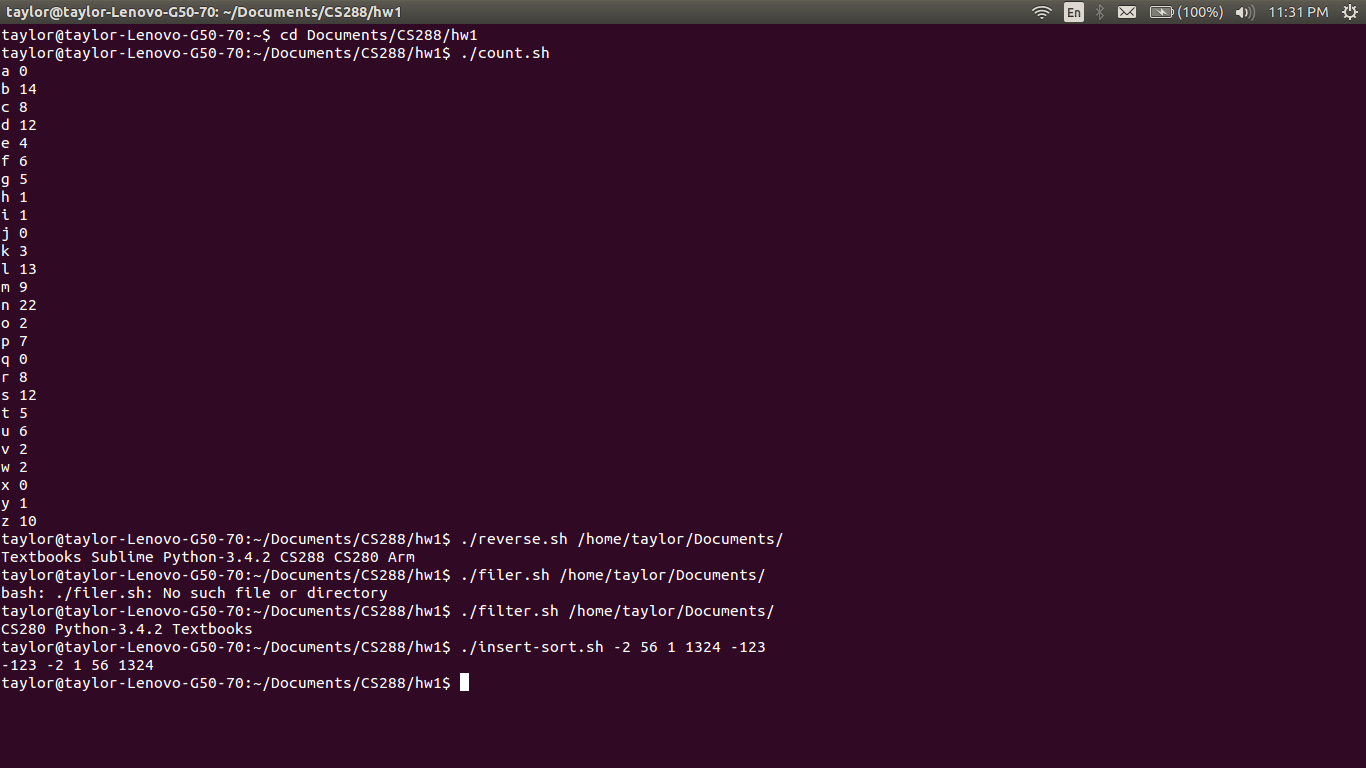 taylor@taylor-Lenovo-G50-70: ~/Documents/CS288/hw1 En (100%) 11:31 PM
taylor@taylor-Lenovo-G50-70:~$ cd Documents/CS288/hw1
taylor@taylor-Lenovo-G50-70:~/Documents/CS288/hw1$ ./count.sh
a 0
b 14
c 8
d 12
e 4
f 6
g 5
h 1
i 1
j 0
k 3
l 13
m 9
n 22
o 2
p 7
q 0
r 8
s 12
t 5
u 6
v 2
w 2
x 0
y 1
z 10
taylor@taylor-Lenovo-G50-70:~/Documents/CS288/hw1$ ./reverse.sh /home/taylor/Documents/
Textbooks Sublime Python-3.4.2 CS288 CS280 Arm
taylor@taylor-Lenovo-G50-70:~/Documents/CS288/hw1$ ./filer.sh /home/taylor/Documents/
bash: ./filer.sh: No such file or directory
taylor@taylor-Lenovo-G50-70:~/Documents/CS288/hw1$ ./filter.sh /home/taylor/Documents/
CS280 Python-3.4.2 Textbooks
taylor@taylor-Lenovo-G50-70:~/Documents/CS288/hw1$ ./insert-sort.sh -2 56 1 1324 -123
-123 -2 1 56 1324
taylor@taylor-Lenovo-G50-70:~/Documents/CS288/hw1$